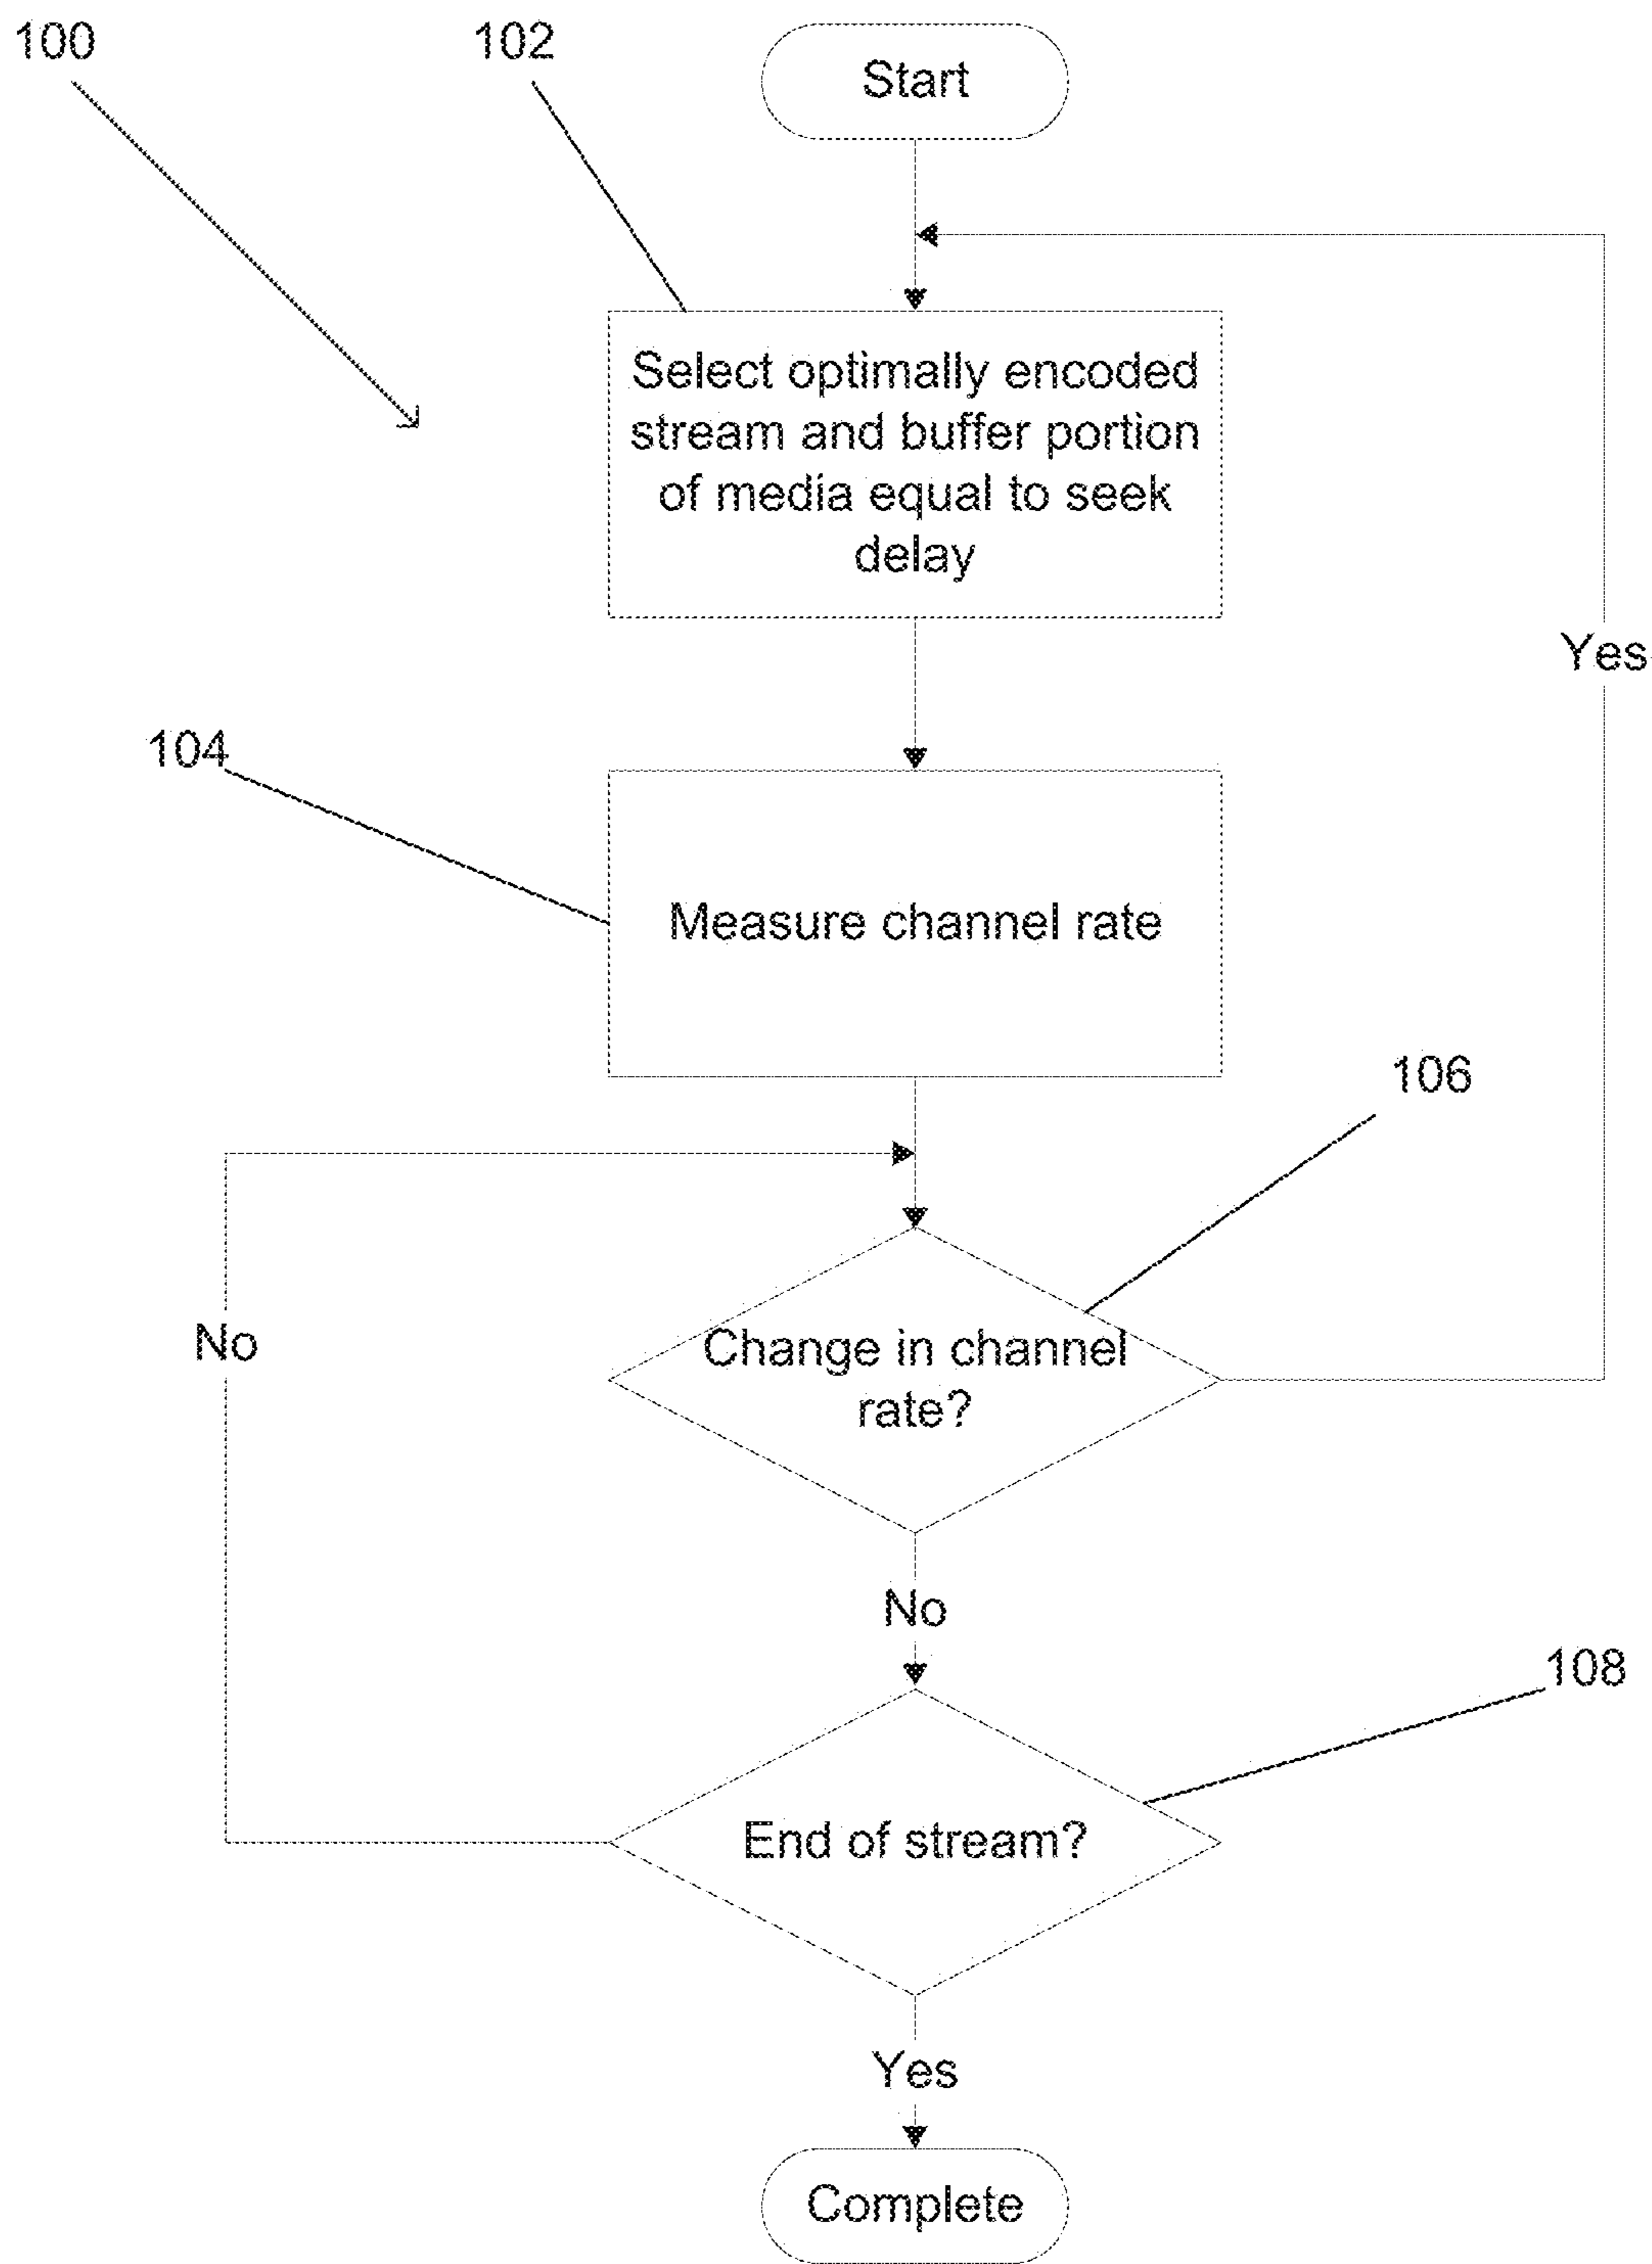 100
102
Start
Select optimally encoded
stream and buffer portion
of media equal to seek
delay
Yes
104
Measure channel rate
106
No
Change in channel
rate?
No
108
End of stream?
Yes
Complete